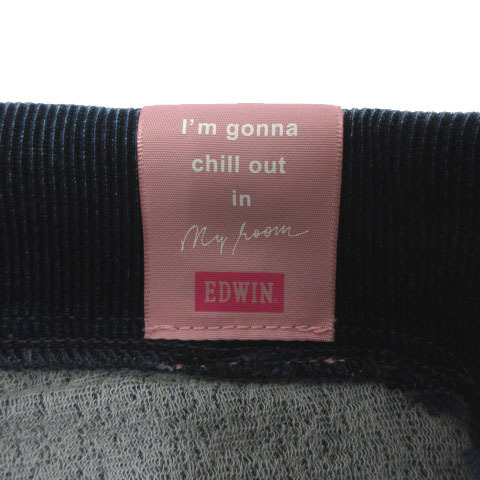 I'm gonna
chill out
in
My room
EDWIN.